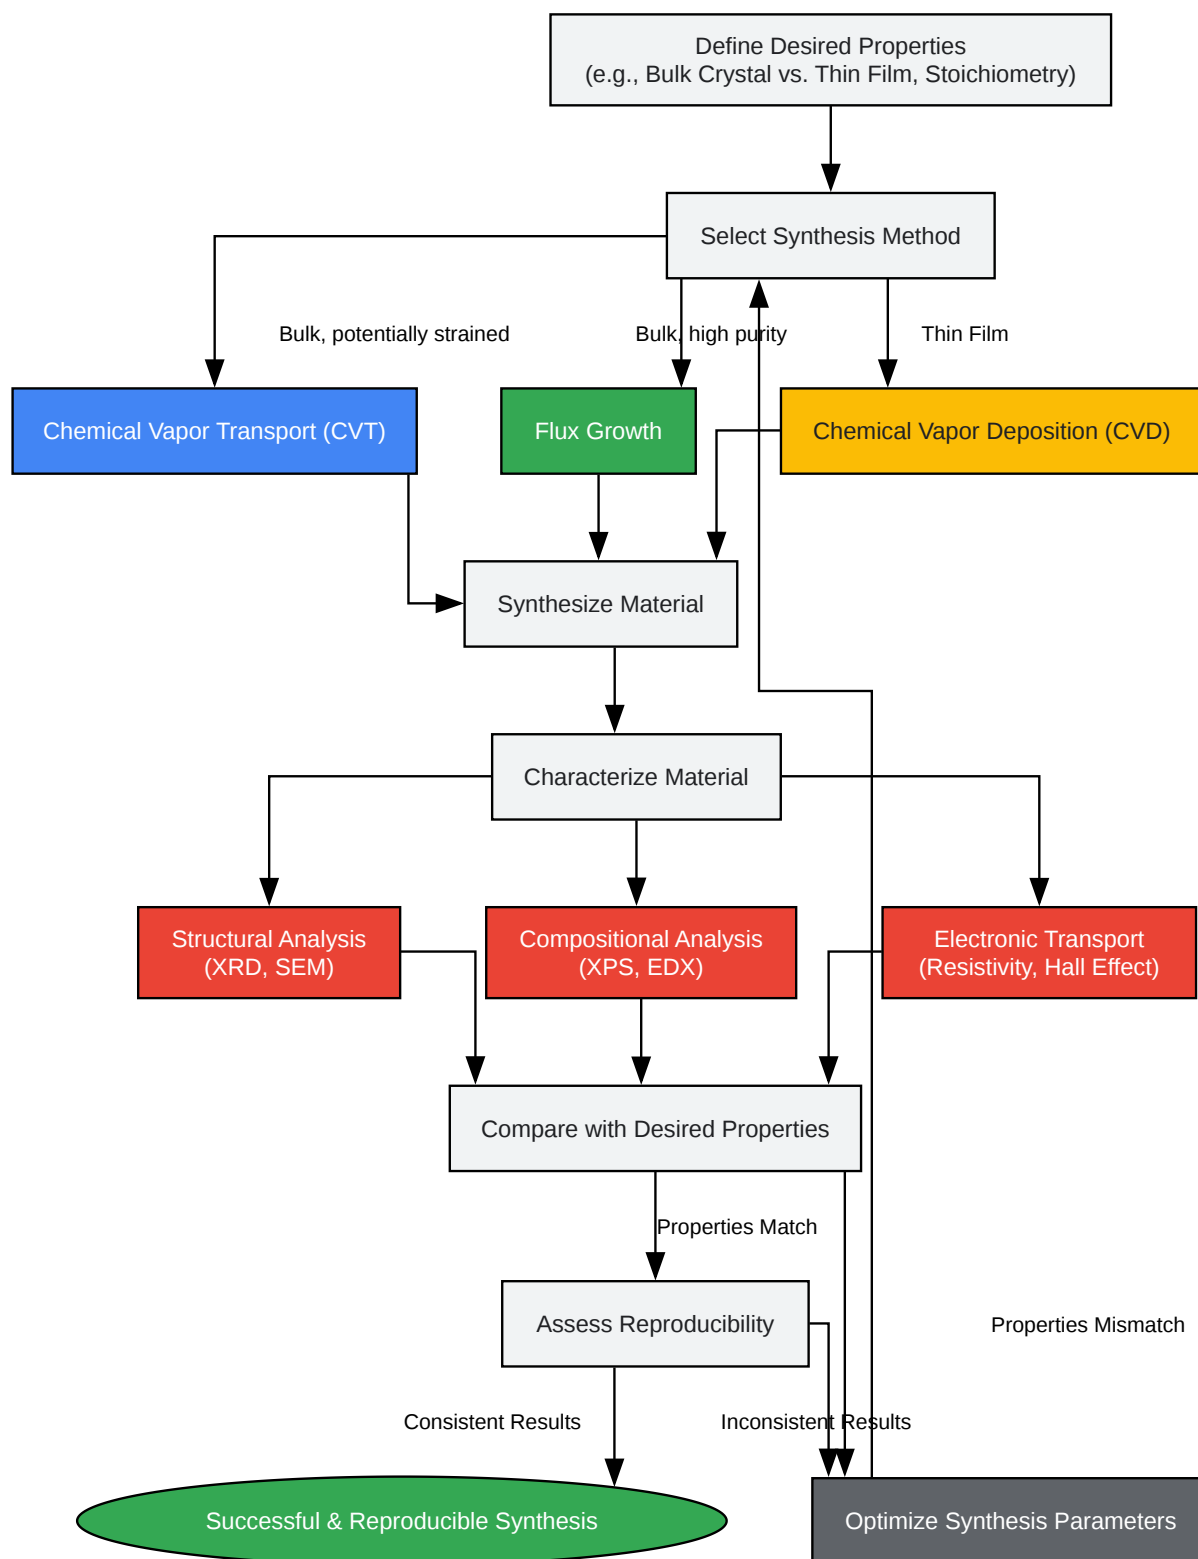 Define Desired Properties
(e.g., Bulk Crystal vs. Thin Film, Stoichiometry)
Select Synthesis Method
Bulk, potentially strained
Bulk, high purity
Thin Film
Chemical Vapor Transport (CVT)
Flux Growth
Chemical Vapor Deposition (CVD)
Synthesize Material
Characterize Material
Structural Analysis
(XRD, SEM)
Compositional Analysis
(XPS, EDX)
Electronic Transport
(Resistivity, Hall Effect)
Compare with Desired Properties
Properties Match
Assess Reproducibility
Properties Mismatch
Consistent Results
Inconsistent Results
Successful & Reproducible Synthesis
Optimize Synthesis Parameters